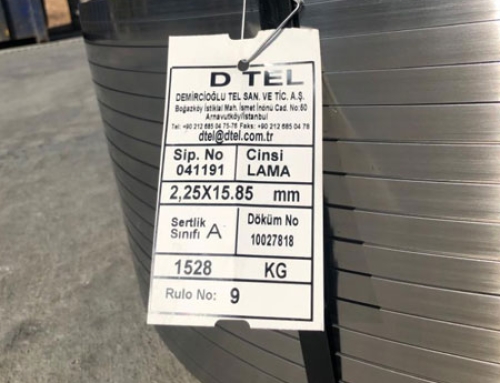 D TEL
DEMİRCİOĞLU TEL SAN. VE TİC. A.Ş.
Boğazköy İstiklal Mah. İsmet İnönü Cad. No:60
Arnavutköy/İstanbul
Tel: +90 212 685 04 75-76 Faks: +90 212 685 04 78
dtel@dtel.com.tr
Sip. No
041191
Cinsi
LAMA
2,25X15.85 mm
Sertlik
Sınıfı A
Döküm No
10027818
1528 KG
Rulo No: 9